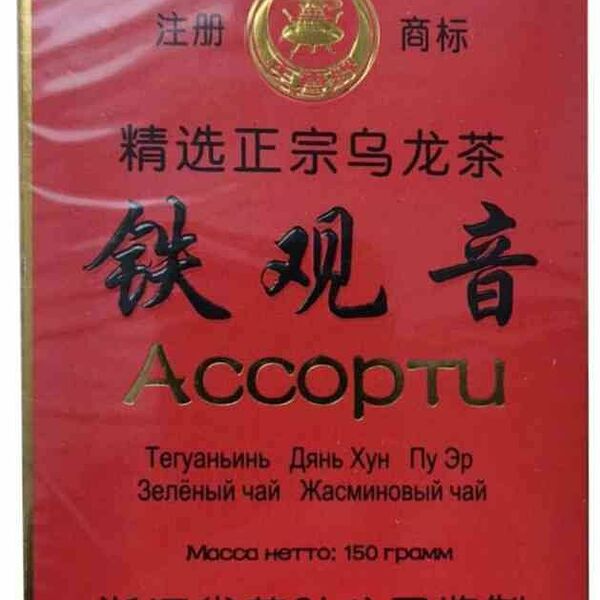 注册 商标
精选正宗乌龙茶
铁观音
Ассорти
Тегуаньинь Дянь Хун Пу Эр
Зелёный чай Жасминовый чай
Масса нетто: 150 грамм